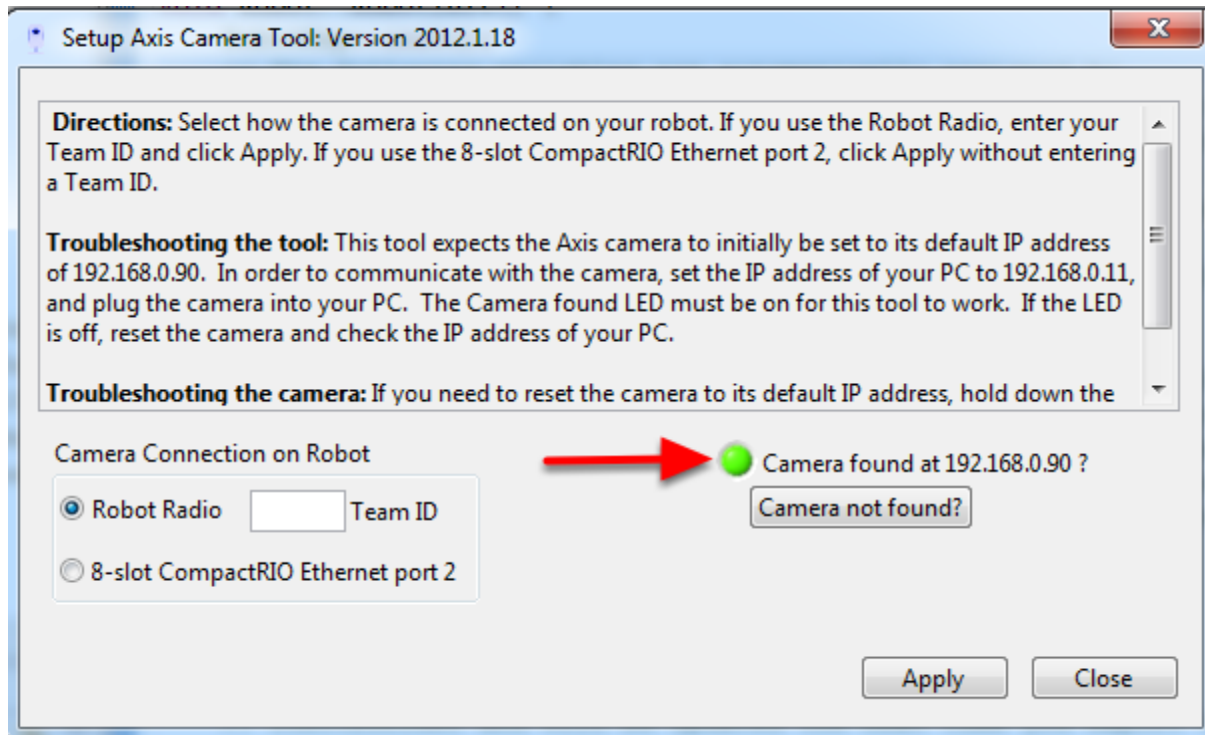 Setup Axis Camera Tool: Version 2012.1.18
Directions: Select how the camera is connected on your robot. If you use the Robot Radio, enter your
Team ID and click Apply. If you use the 8-slot CompactRIO Ethernet port 2, click Apply without entering
a Team ID.
Troubleshooting the tool: This tool expects the Axis camera to initially be set to its default IP address
of 192.168.0.90.  In order to communicate with the camera, set the IP address of your PC to 192.168.0.11,
and plug the camera into your PC.  The Camera found LED must be on for this tool to work.  If the LED
is off, reset the camera and check the IP address of your PC.
Troubleshooting the camera: If you need to reset the camera to its default IP address, hold down the
Camera Connection on Robot
Camera found at 192.168.0.90 ?
Robot Radio Team ID
Camera not found?
8-slot CompactRIO Ethernet port 2
Apply
Close